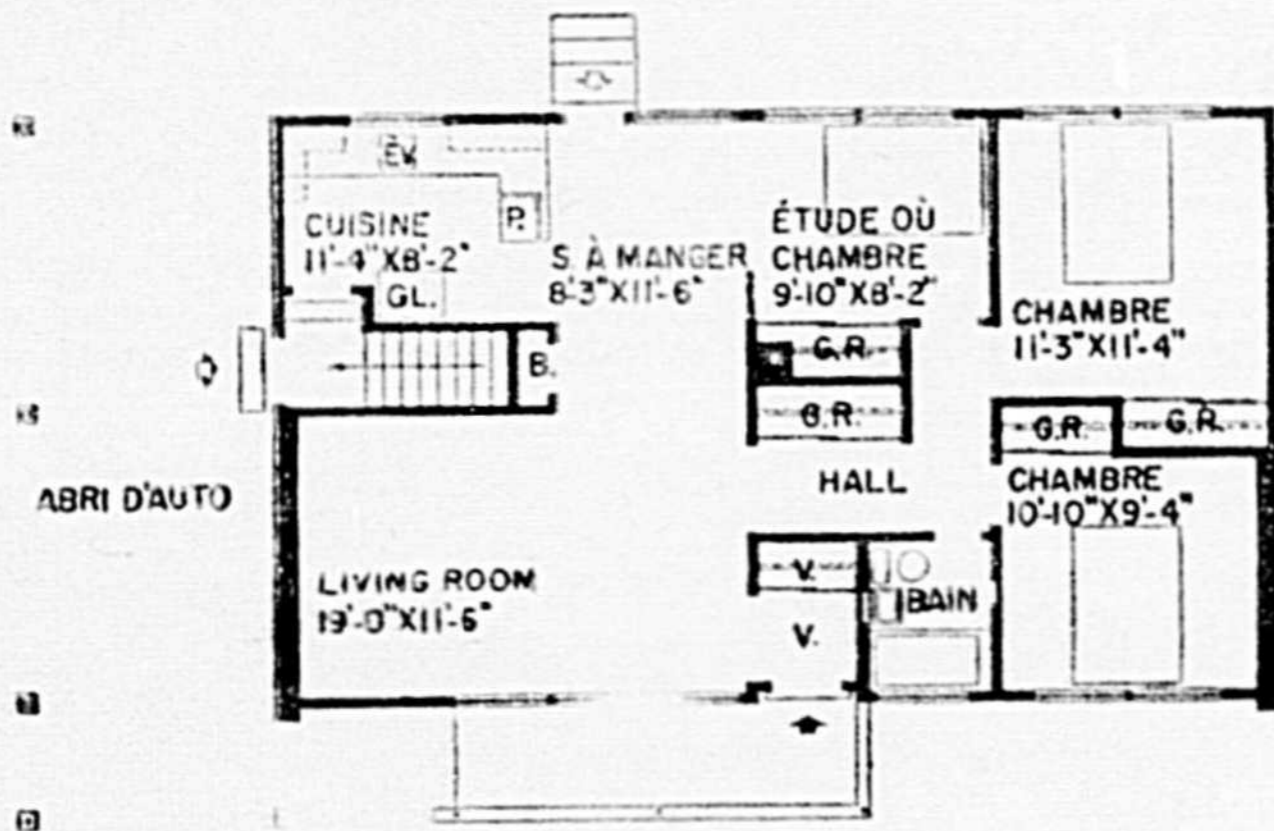 ÉV.
CUISINE
11'-4"X8'-2"
P.
GL.
S. À MANGER
8'-3"X11'-6"
ÉTUDE OÙ
CHAMBRE
9'-10"X8'-2"
CHAMBRE
11'-3"X11'-4"
B.
G.R.
G.R.
G.R.
G.R.
HALL
CHAMBRE
10'-10"X9'-4"
ABRI D'AUTO
LIVING ROOM
19'-0"X11'-6"
V.
BAIN
V.